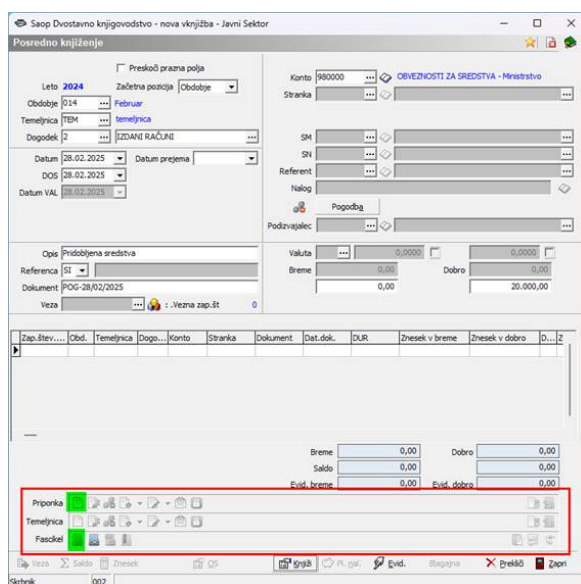 Saop Dvostavno knjigovodstvo - nova vknjižba - Javni Sektor
Posredno knjiženje
Preskoči prazna polja
Leto 2024 Začetna pozicija Obdobje
Obdobje 014 ... Februar
Temeljnica TEM ... temeljnica
Dogodek 2 ... IZDANI RAČUNI ...
Datum 28.02.2025 Datum prejema
DOS 28.02.2025
Datum VAL 28.02.2025
Konto 980000 ... OBVEZNOSTI ZA SREDSTVA - Ministrstvo
Stranka ... ...
SM ... ...
SN ... ...
Referent ... ...
Nalog
Pogodba
Podizvajalec ... ...
Opis Pridobljena sredstva
Referenca SI
Dokument POG-28/02/2025
Veza ... : .Vezna zap.št 0
Valuta ... 0,0000 0,0000
Breme 0,00 Dobro 0,00
0,00 20.000,00
Zap.štev.... Obd. Temeljnica Dogo... Konto Stranka Dokument Dat.dok. DUR Znesek v breme Znesek v dobro D... Z
Breme 0,00 Dobro 0,00
Saldo 0,00 0,00
Evid. breme 0,00 Evid. dobro 0,00
Priponka
Temeljnica
Fascikel
Veza Saldo Znesek OS Knjiži Pl. nal. Evid. Blagajna Prekliči Zapri
Skrbnik 002